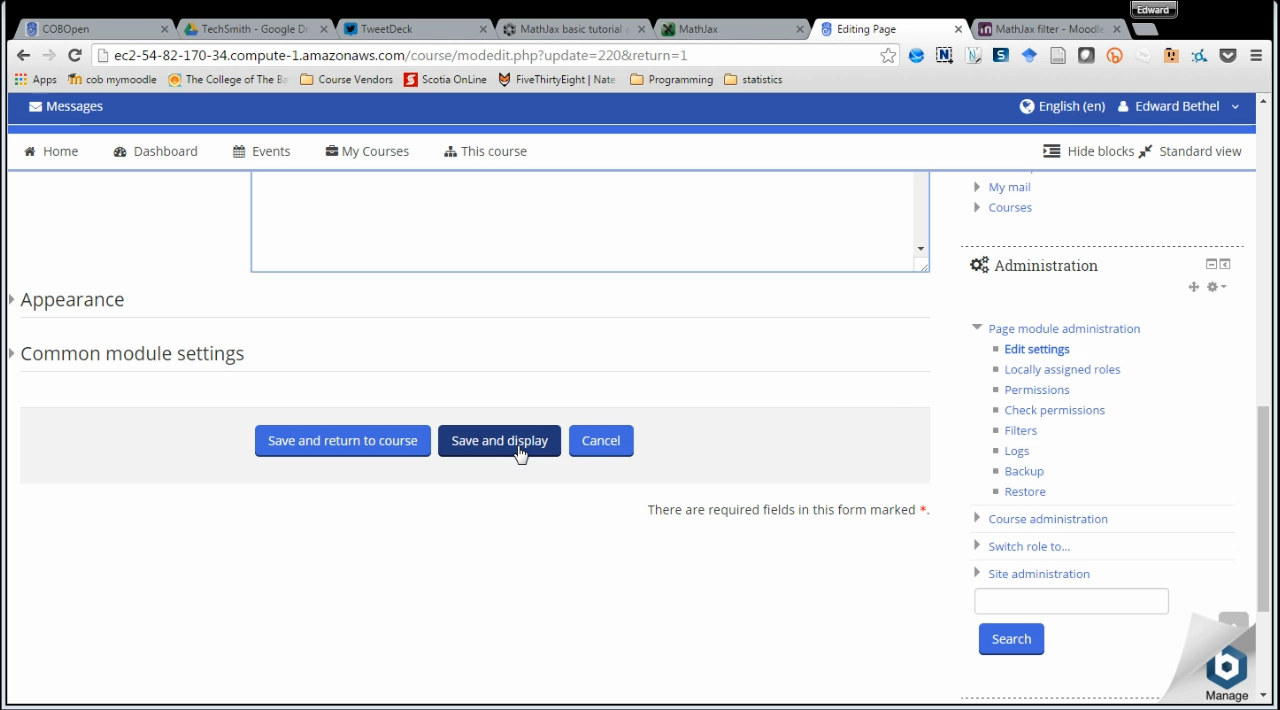 Edward
COBOpen
TechSmith - Google Dr
TweetDeck
MathJax basic tutorial
MathJax
Editing Page
MathJax filter - Moodle
ec2-54-82-170-34.compute-1.amazonaws.com/course/modedit.php?update=220&return=1
Apps
cob mymoodle
The College of The Ba
Course Vendors
Scotia OnLine
FiveThirtyEight | Nate
Programming
statistics
Messages
English (en)
Edward Bethel
Home
Dashboard
Events
My Courses
This course
Hide blocks
Standard view
My mail
Courses
Administration
Appearance
Page module administration
Edit settings
Common module settings
Locally assigned roles
Permissions
Check permissions
Filters
Save and return to course
Save and display
Cancel
Logs
Backup
Restore
There are required fields in this form marked *.
Course administration
Switch role to...
Site administration
Search
Manage